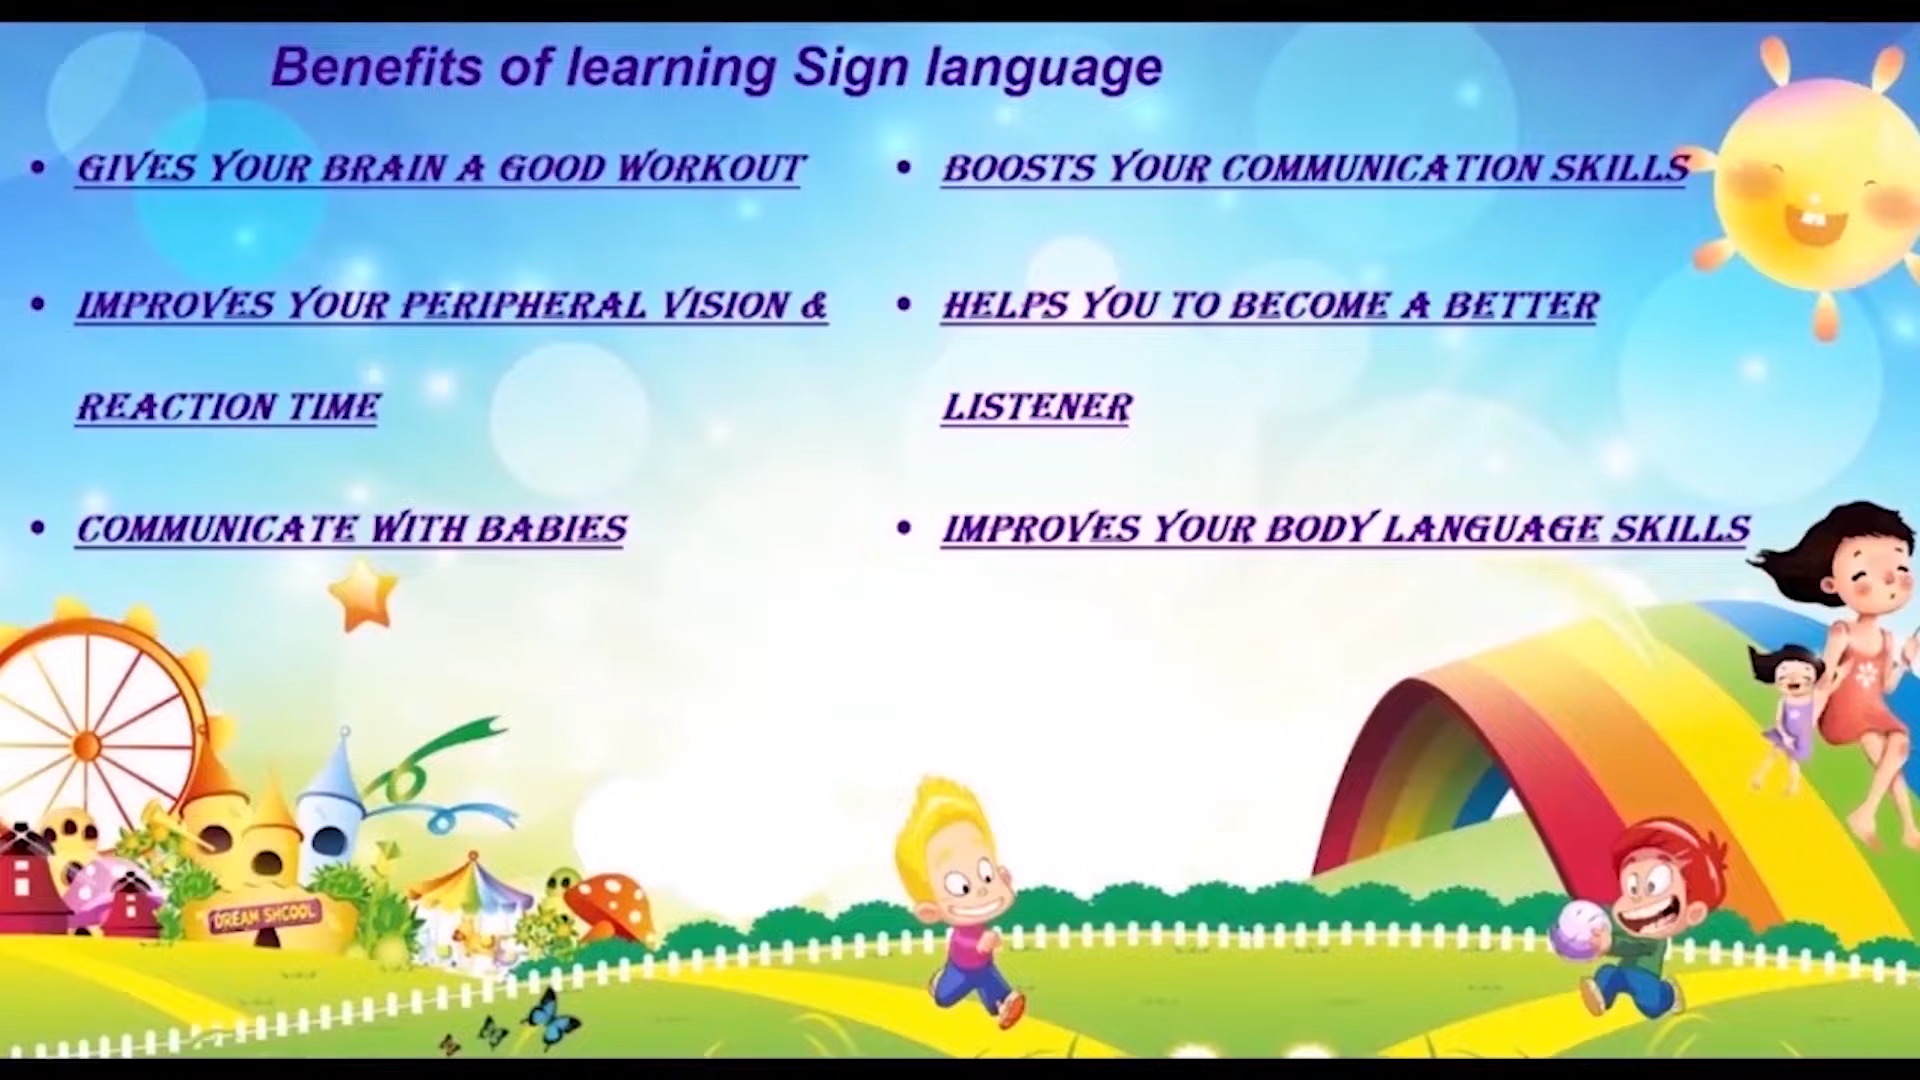 Benefits of learning Sign language
• GIVES YOUR BRAIN A GOOD WORKOUT
• IMPROVES YOUR PERIPHERAL VISION &
REACTION TIME
• COMMUNICATE WITH BABIES
• BOOSTS YOUR COMMUNICATION SKILLS
• HELPS YOU TO BECOME A BETTER
LISTENER
• IMPROVES YOUR BODY LANGUAGE SKILLS
DREAM SHCOOL